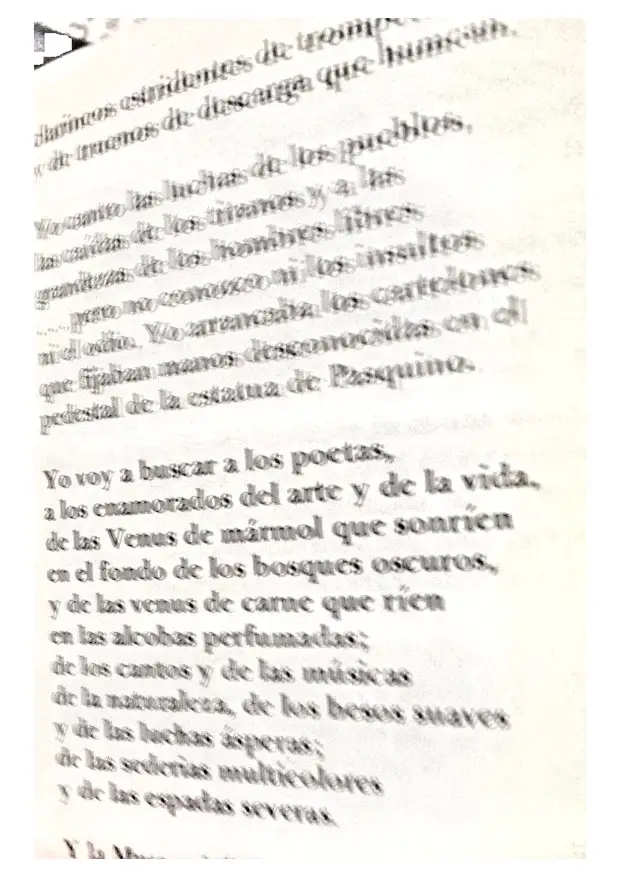 clarines estridentes de
y de truenos de descarga que humean.
Yo canto las luchas de los pueblos,
las caídas de los tiranos y a las
grandezas de los hombres libres
pero no conozco ni los insultos
ni el odio. Yo arrancaba los cartelones
que fijaban manos desconocidas en el
pedestal de la estatua de Pasquino.
Yo voy a buscar a los poetas,
a los enamorados del arte y de la vida,
de las Venus de mármol que sonríen
en el fondo de los bosques oscuros,
y de las venus de carne que ríen
en las alcobas perfumadas;
de los cantos y de las músicas
de la naturaleza, de los besos suaves
y de las luchas ásperas;
de las sederías multicolores
y de las espadas severas.
Y la